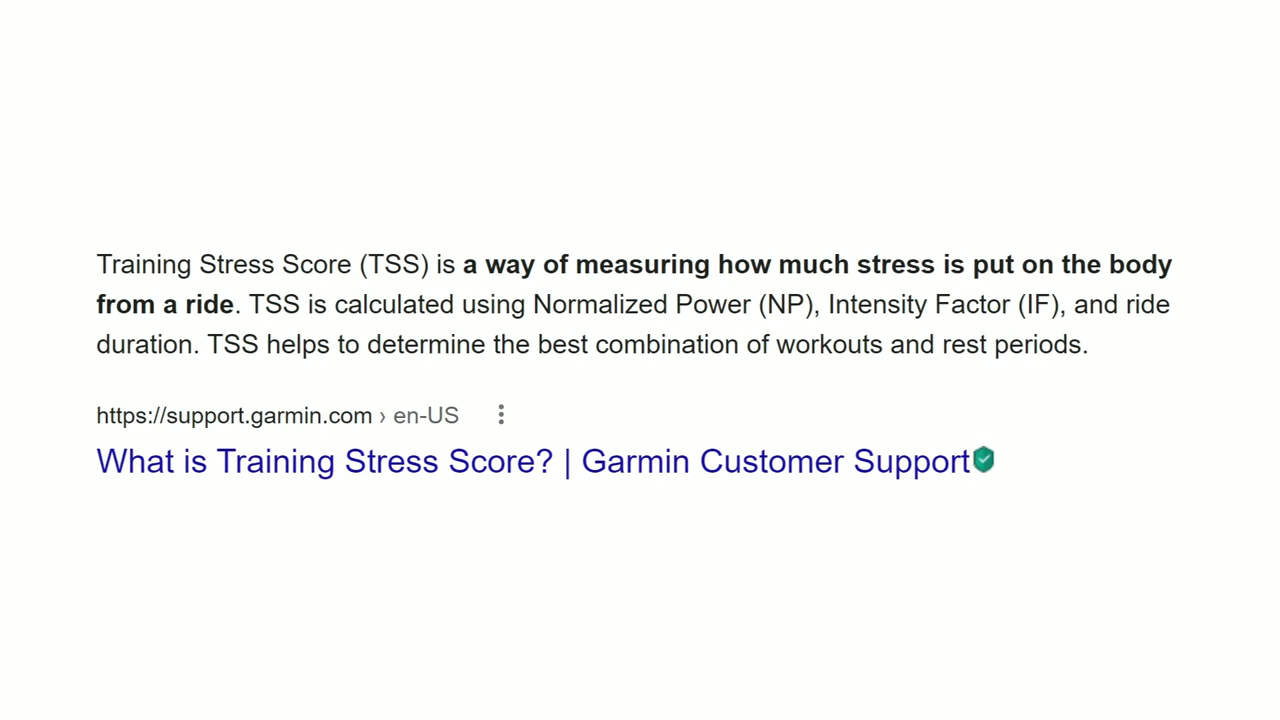 Training Stress Score (TSS) is a way of measuring how much stress is put on the body
from a ride. TSS is calculated using Normalized Power (NP), Intensity Factor (IF), and ride
duration. TSS helps to determine the best combination of workouts and rest periods.
https://support.garmin.com › en-US
What is Training Stress Score? | Garmin Customer Support